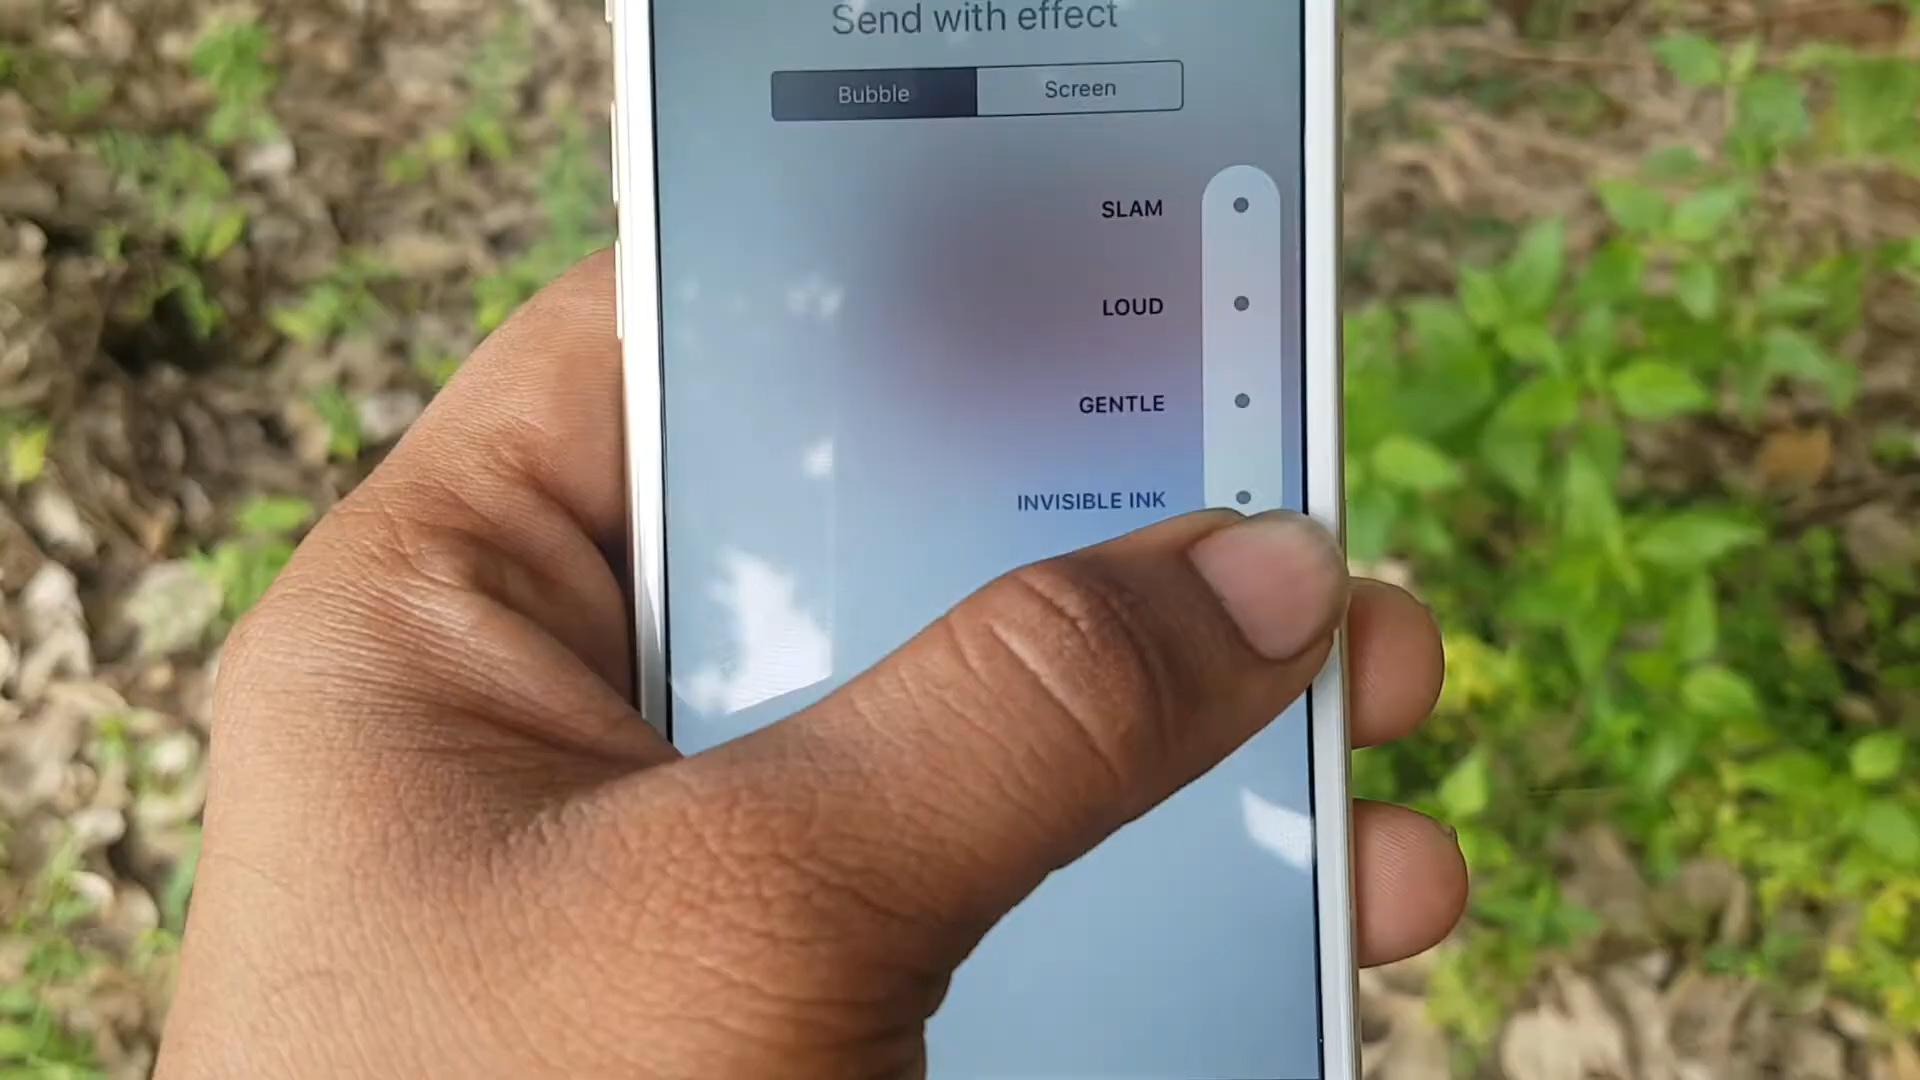 Send with effect
Bubble
Screen
SLAM
LOUD
GENTLE
INVISIBLE INK